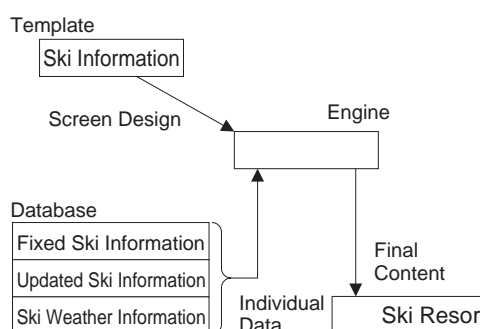 Template
Ski Information
Screen Design
Engine
Database
Fixed Ski Information
Updated Ski Information
Ski Weather Information
Individual
Data
Final
Content
Ski Resor